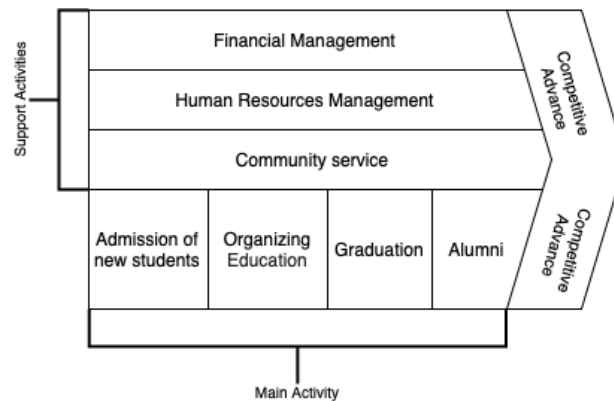 Support Activities
Financial Management
Human Resources Management
Community service
Competitive
Advance
Admission of
new students
Organizing
Education
Graduation
Alumni
Competitive
Advance
Main Activity